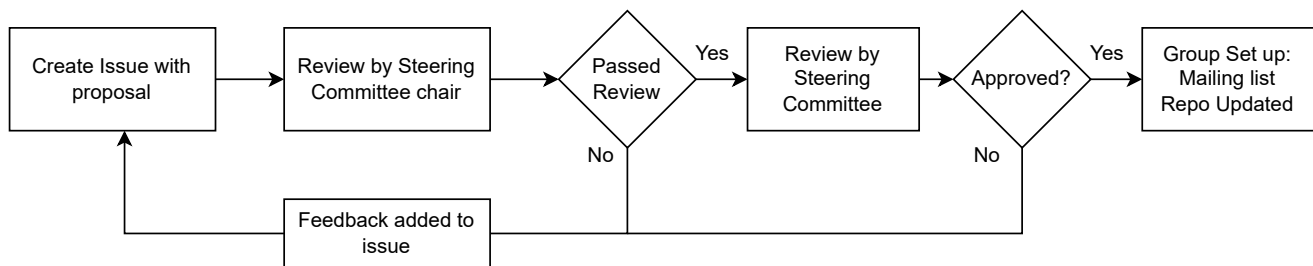 Create Issue with
proposal
Review by Steering
Committee chair
Passed
Review
Yes
No
Review by
Steering
Committee
Approved?
Yes
No
Group Set up:
Mailing list
Repo Updated
Feedback added to
issue